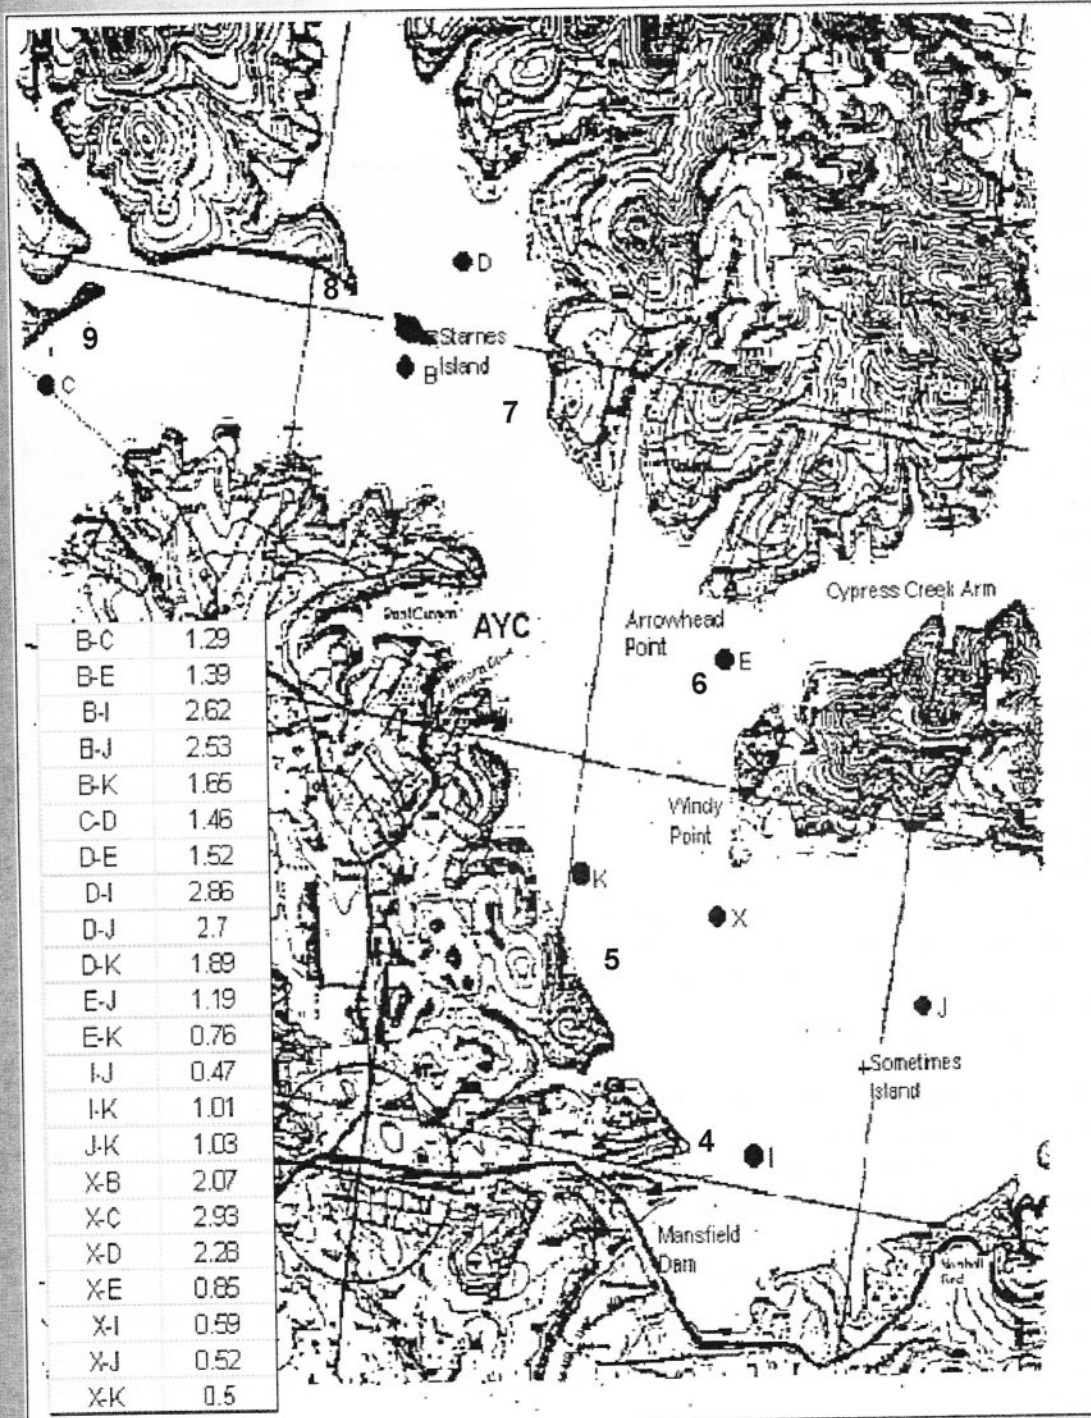 D
8
Starnes
Island
9
B
C
7
Cypress Creek Arm
AYC
Arrowhead
Point
E
6
Windy
Point
K
X
5
J
Sometimes
Island
4
I
Mansfield
Dam
B-C 1.29
B-E 1.39
B-I 2.62
B-J 2.53
B-K 1.65
C-D 1.46
D-E 1.52
D-I 2.86
D-J 2.7
D-K 1.89
E-J 1.19
E-K 0.76
I-J 0.47
I-K 1.01
J-K 1.03
X-B 2.07
X-C 2.93
X-D 2.28
X-E 0.85
X-I 0.59
X-J 0.52
X-K 0.5